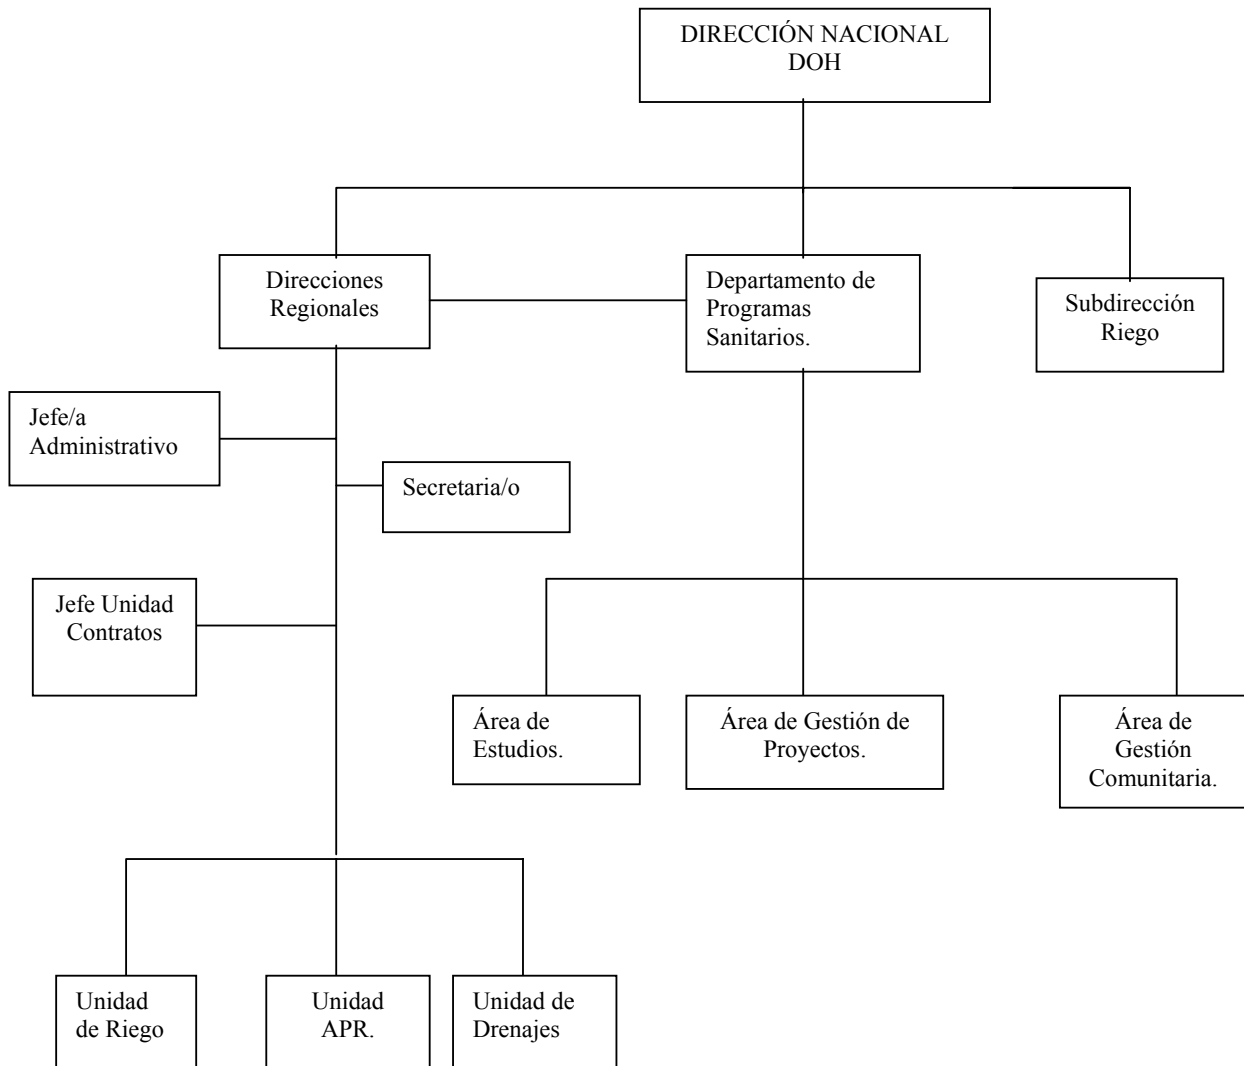 DIRECCIÓN NACIONAL
DOH
Direcciones
Regionales
Departamento de
Programas
Sanitarios.
Subdirección
Riego
Jefe/a
Administrativo
Secretaria/o
Jefe Unidad
Contratos
Área de
Estudios.
Área de Gestión de
Proyectos.
Área de
Gestión
Comunitaria.
Unidad
de Riego
Unidad
APR.
Unidad de
Drenajes